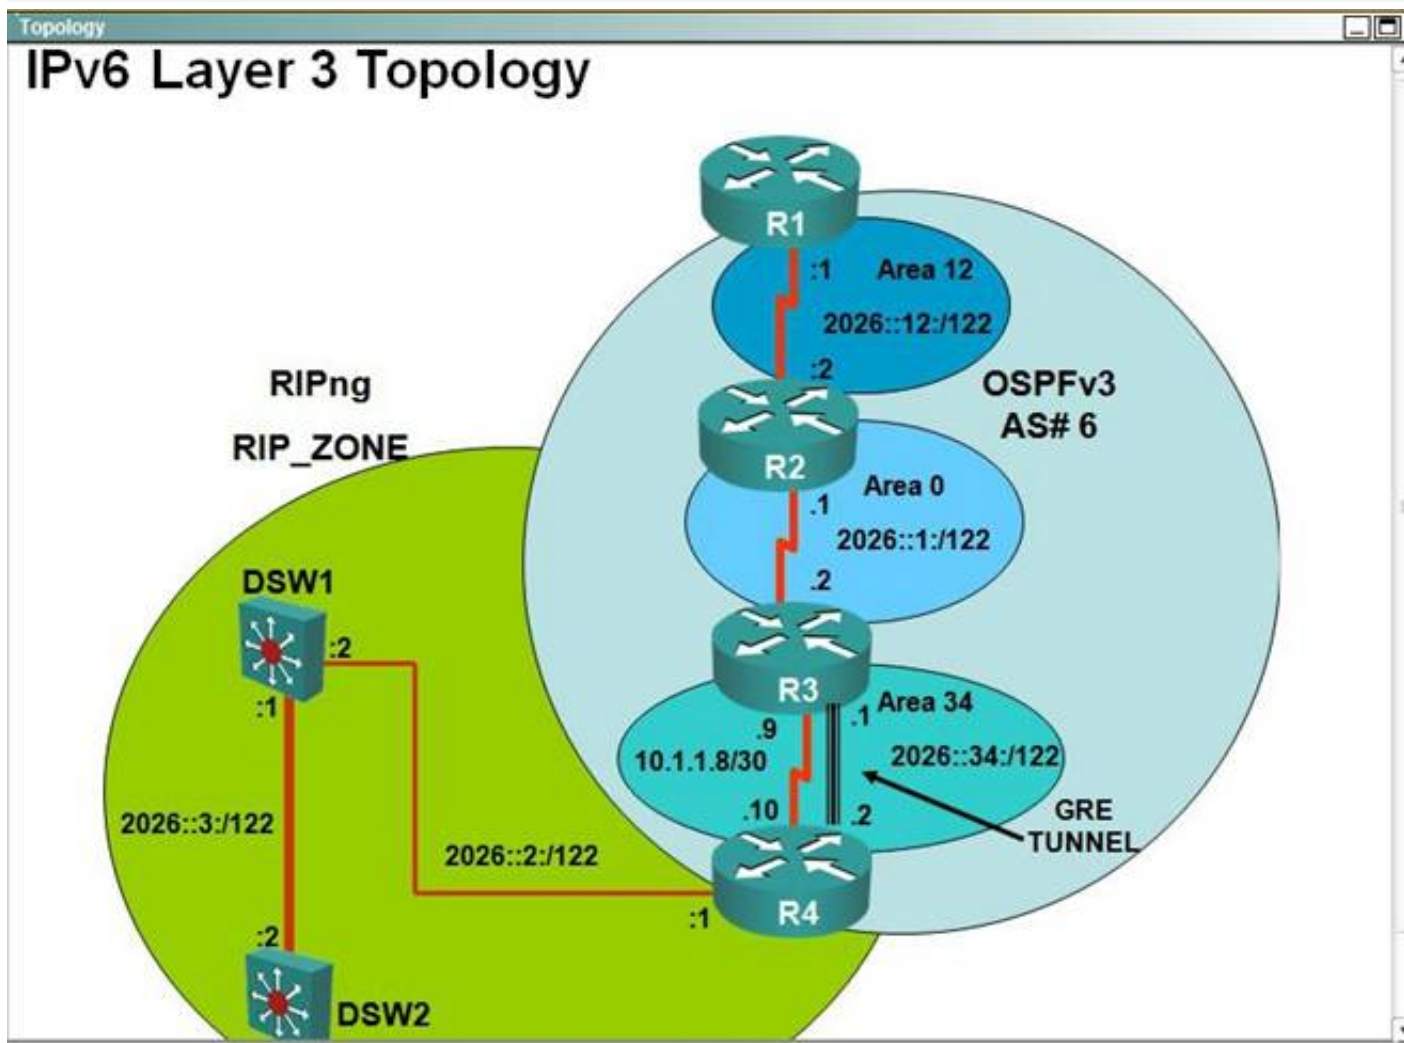 Topology
IPv6 Layer 3 Topology
R1
:1
Area 12
2026::12:/122
:2
RIPng
RIP_ZONE
OSPFv3
AS# 6
R2
.1
Area 0
2026::1:/122
.2
DSW1
:2
:1
R3
.9
.1
Area 34
10.1.1.8/30
2026::34:/122
.10
.2
GRE
TUNNEL
2026::3:/122
2026::2:/122
:1
R4
:2
DSW2